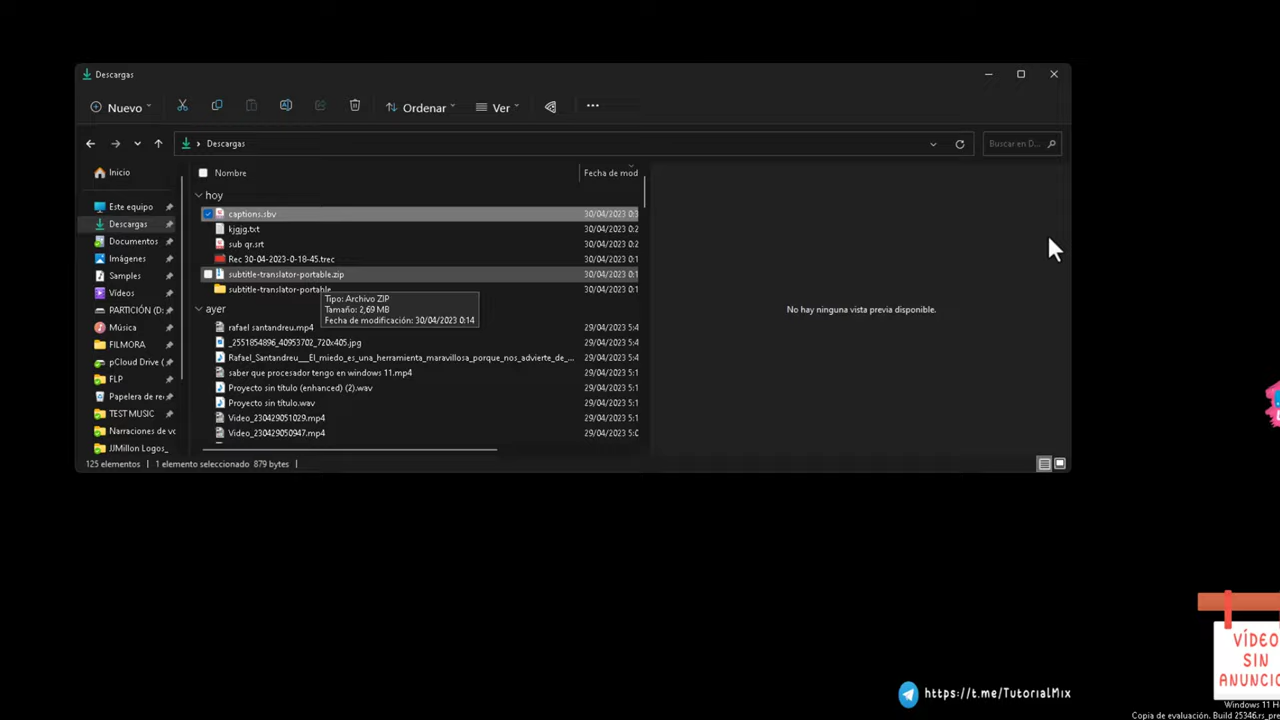 Descargas
Nuevo
Ordenar
Ver
Descargas
Buscar en D...
Inicio
Este equipo
Descargas
Documentos
Imágenes
Samples
Vídeos
PARTICIÓN (D:
Música
FILMORA
pCloud Drive (
FLP
Papelera de re
TEST MUSIC
Narraciones de vo
JJMillon Logos_
Nombre
Fecha de mod
hoy
captions.sbv 30/04/2023 0:3
kjgjg.txt 30/04/2023 0:2
sub qr.srt 30/04/2023 0:2
Rec 30-04-2023-0-18-45.trec 30/04/2023 0:1
subtitle-translator-portable.zip 30/04/2023 0:1
subtitle-translator-portable 30/04/2023 0:1
Tipo: Archivo ZIP
Tamaño: 2,69 MB
Fecha de modificación: 30/04/2023 0:14
ayer
rafael santandreu.mp4 29/04/2023 5:4
_2551854896_40953702_720x405.jpg 29/04/2023 5:4
Rafael_Santandreu___El_miedo_es_una_herramienta_maravillosa_porque_nos_advierte_de_... 29/04/2023 5:4
saber que procesador tengo en windows 11.mp4 29/04/2023 5:1
Proyecto sin título (enhanced) (2).wav 29/04/2023 5:1
Proyecto sin título.wav 29/04/2023 5:1
Video_230429051029.mp4 29/04/2023 5:1
Video_230429050947.mp4 29/04/2023 5:0
No hay ninguna vista previa disponible.
125 elementos
1 elemento seleccionado 879 bytes
VÍDEO
SIN
ANUNCIO
https://t.me/TutorialMix
Windows 11 H
Copia de evaluación. Build 25346.rs_pre